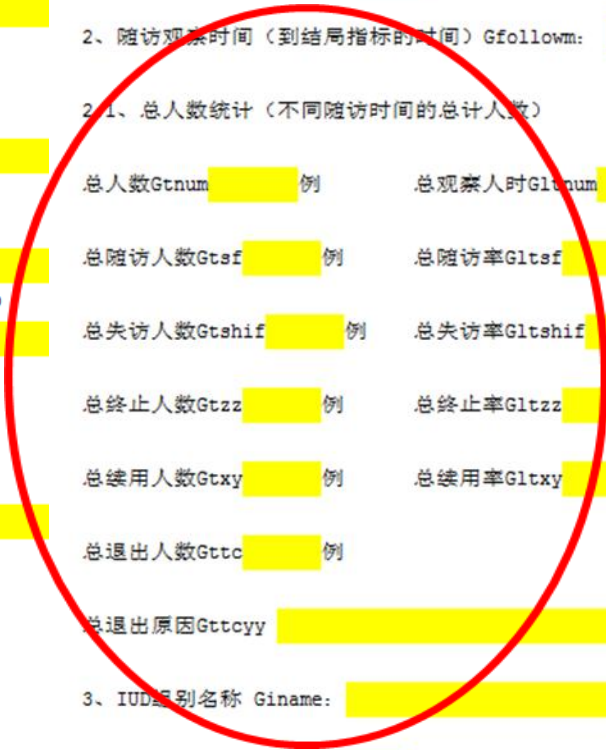 2、随访观察时间（到结局指标的时间）Gfollowm：
2.1、总人数统计（不同随访时间的总计人数）
总人数Gtnum 例 总观察人时Gltnum
总随访人数Gtsf 例 总随访率Gltsf
总失访人数Gtshif 例 总失访率Gltshif
总终止人数Gtzz 例 总终止率Gltzz
总续用人数Gtxy 例 总续用率Gltxy
总退出人数Gttc 例
总退出原因Gttcyy
3、IUD组别名称 Giname：